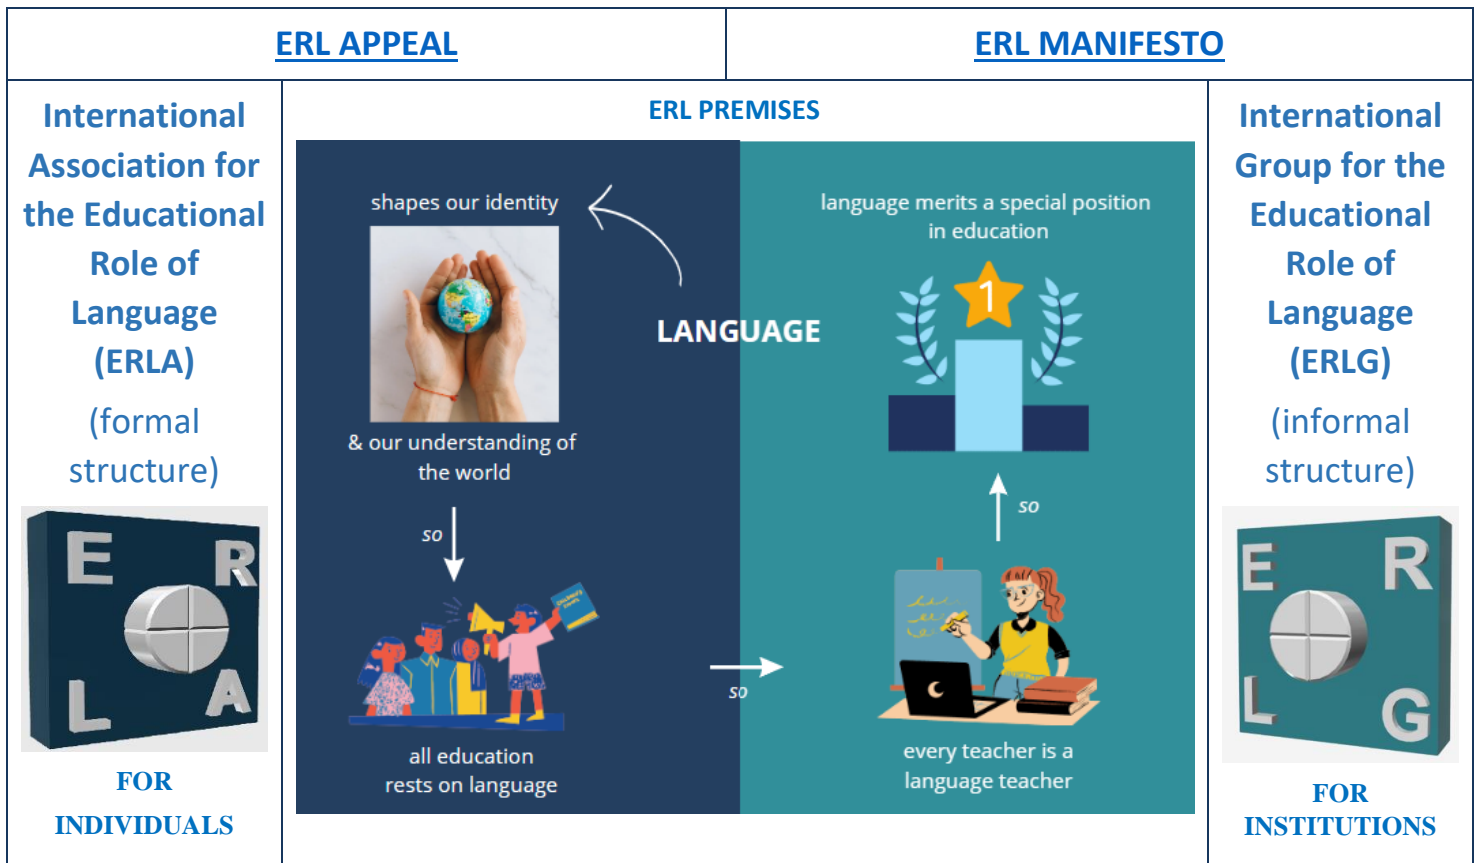 ERL APPEAL
ERL MANIFESTO
International
Association for
the Educational
Role of
Language
(ERLA)
(formal
structure)
E R
L A
FOR
INDIVIDUALS
ERL PREMISES
LANGUAGE
shapes our identity
& our understanding of
the world
so
all education
rests on language
so
every teacher is a
language teacher
so
language merits a special position
in education
1
International
Group for the
Educational
Role of
Language
(ERLG)
(informal
structure)
E R
L G
FOR
INSTITUTIONS